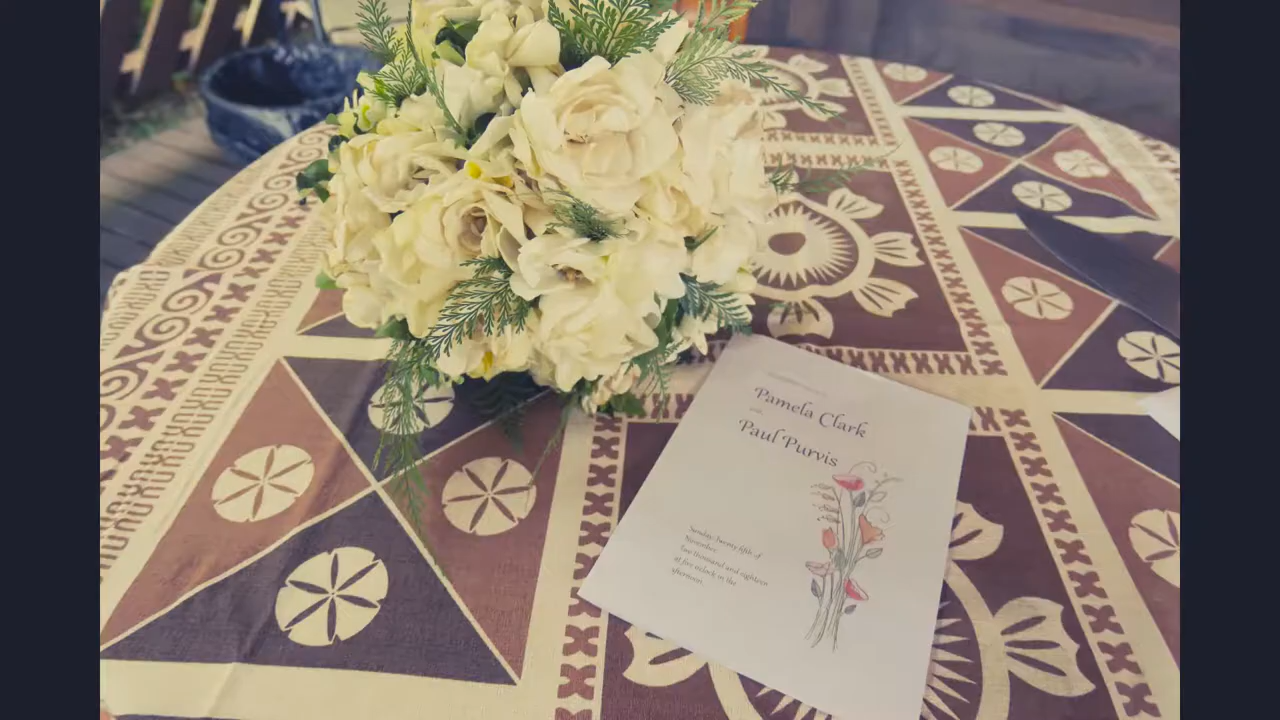 Pamela Clark
with
Paul Purvis
Sunday, twenty-fifth of
November,
two thousand and eighteen
at five o'clock in the
afternoon.